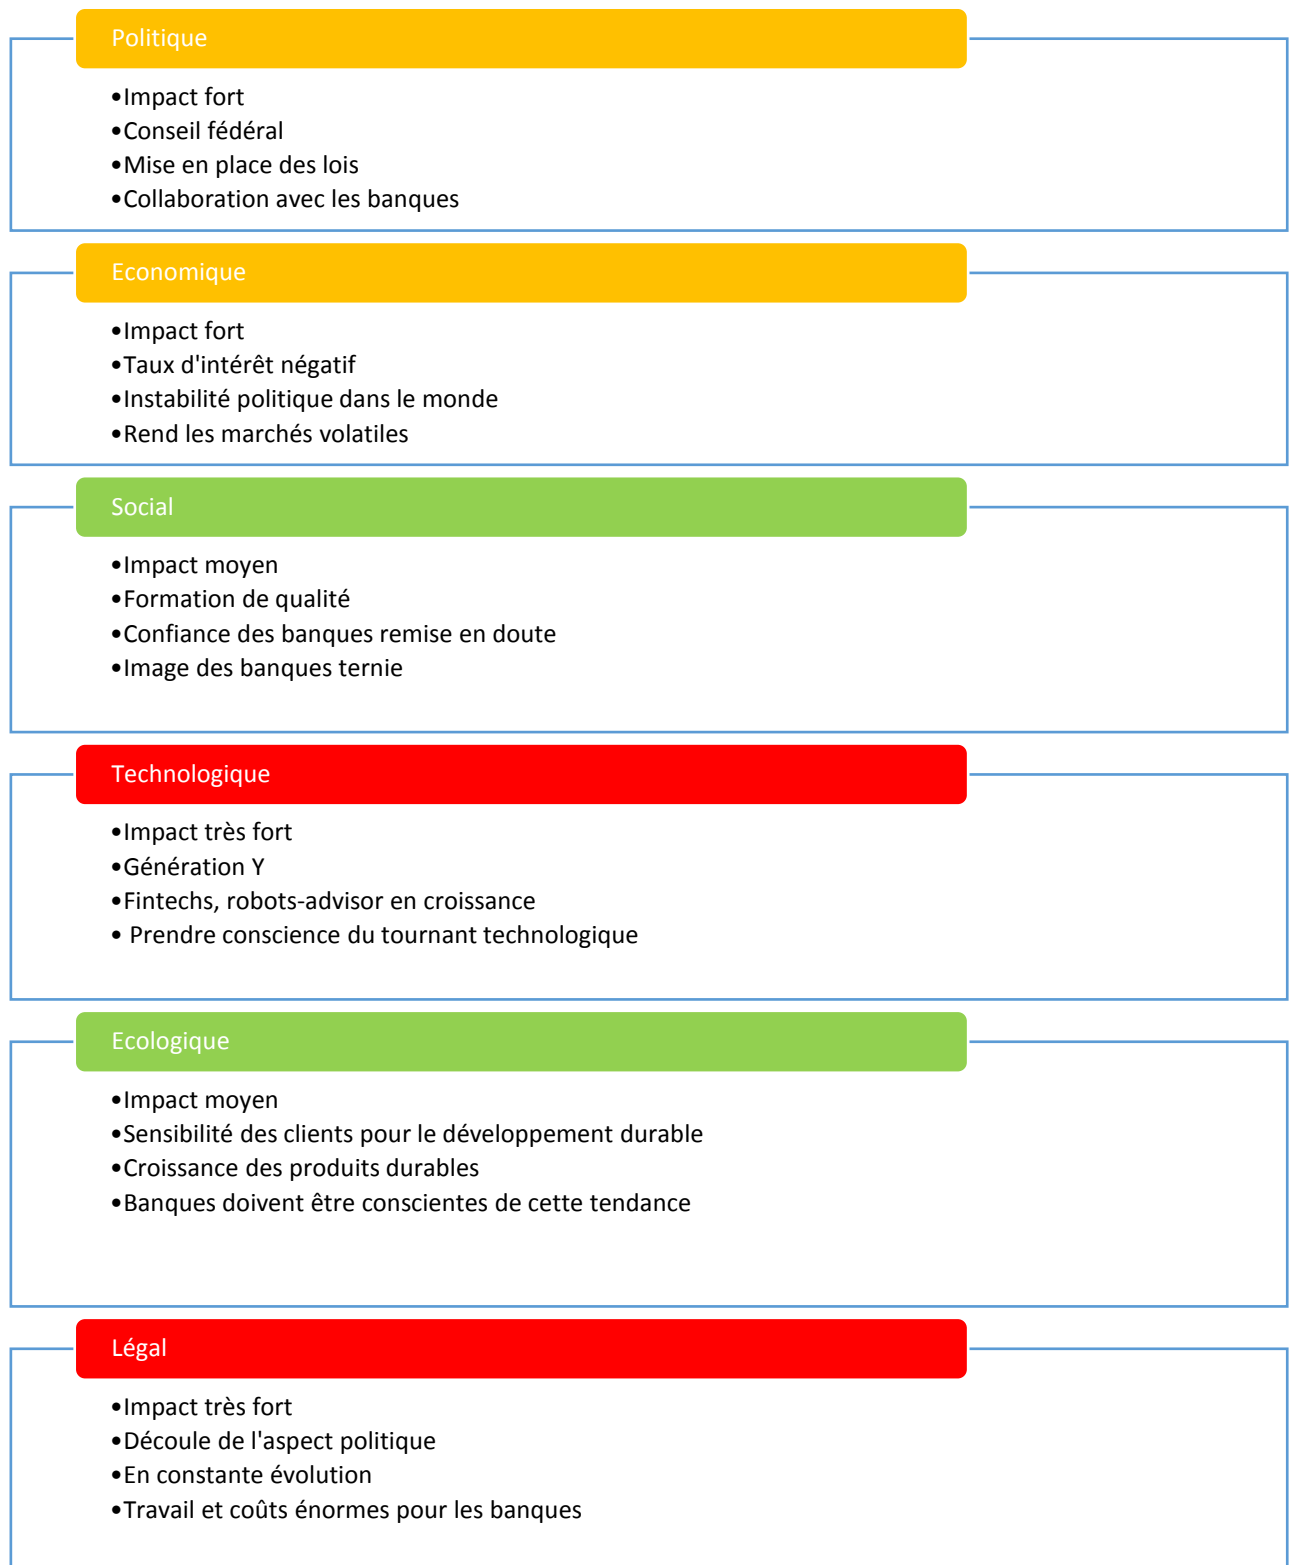 Politique
•Impact fort
•Conseil fédéral
•Mise en place des lois
•Collaboration avec les banques
Economique
•Impact fort
•Taux d'intérêt négatif
•Instabilité politique dans le monde
•Rend les marchés volatiles
Social
•Impact moyen
•Formation de qualité
•Confiance des banques remise en doute
•Image des banques ternie
Technologique
•Impact très fort
•Génération Y
•Fintechs, robots-advisor en croissance
• Prendre conscience du tournant technologique
Ecologique
•Impact moyen
•Sensibilité des clients pour le développement durable
•Croissance des produits durables
•Banques doivent être conscientes de cette tendance
Légal
•Impact très fort
•Découle de l'aspect politique
•En constante évolution
•Travail et coûts énormes pour les banques